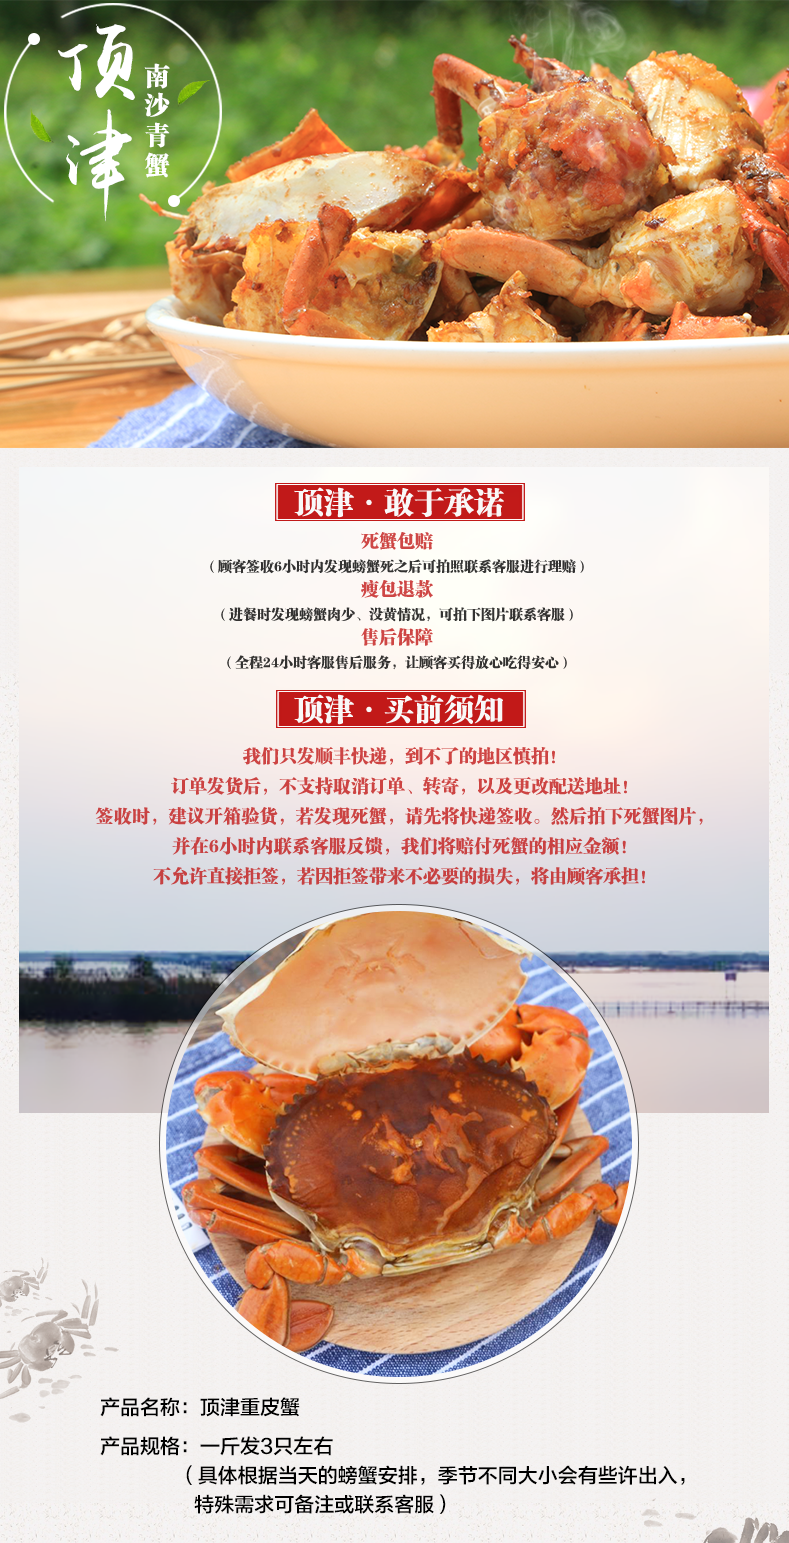 顶津
南沙青蟹
顶津·敢于承诺
死蟹包赔
（顾客签收6小时内发现螃蟹死之后可拍照联系客服进行理赔）
瘦包退款
（进餐时发现螃蟹肉少、没黄情况，可拍下图片联系客服）
售后保障
（全程24小时客服售后服务，让顾客买得放心吃得安心）
顶津·买前须知
我们只发顺丰快递，到不了的地区慎拍！
订单发货后，不支持取消订单、转寄，以及更改配送地址！
签收时，建议开箱验货，若发现死蟹，请先将快递签收。然后拍下死蟹图片，
并在6小时内联系客服反馈，我们将赔付死蟹的相应金额！
不允许直接拒签，若因拒签带来不必要的损失，将由顾客承担！
产品名称：顶津重皮蟹
产品规格：一斤发3只左右
（具体根据当天的螃蟹安排，季节不同大小会有些许出入，
特殊需求可备注或联系客服）